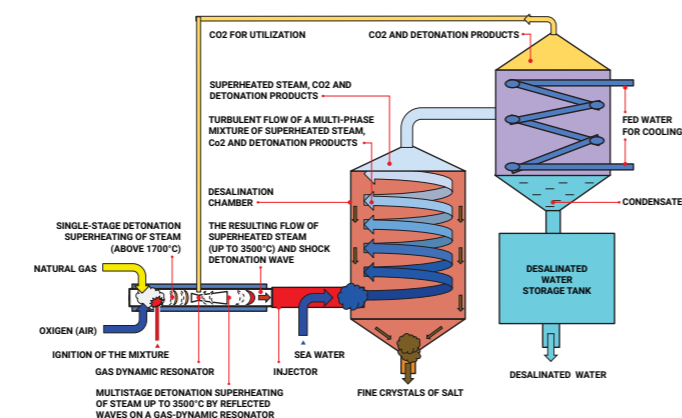 CO2 FOR UTILIZATION
CO2 AND DETONATION PRODUCTS
SUPERHEATED STEAM, CO2 AND
DETONATION PRODUCTS
TURBULENT FLOW OF A MULTI-PHASE
MIXTURE OF SUPERHEATED STEAM,
Co2 AND DETONATION PRODUCTS
FED WATER
FOR COOLING
DESALINATION
CHAMBER
CONDENSATE
SINGLE-STAGE DETONATION
SUPERHEATING OF STEAM
(ABOVE 1700°C)
THE RESULTING FLOW OF
SUPERHEATED STEAM
(UP TO 3500°C) AND SHOCK
DETONATION WAVE
NATURAL GAS
DESALINATED
WATER
STORAGE TANK
OXIGEN (AIR)
IGNITION OF THE MIXTURE
SEA WATER
GAS DYNAMIC RESONATOR
INJECTOR
DESALINATED WATER
MULTISTAGE DETONATION SUPERHEATING
OF STEAM UP TO 3500°C BY REFLECTED
WAVES ON A GAS-DYNAMIC RESONATOR
FINE CRYSTALS OF SALT